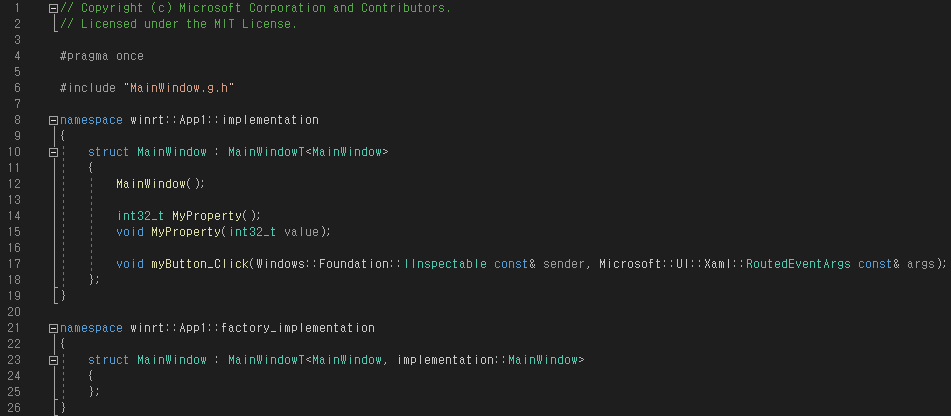 1 // Copyright (c) Microsoft Corporation and Contributors.
2 // Licensed under the MIT License.
3
4 #pragma once
5
6 #include "MainWindow.g.h"
7
8 namespace winrt::App1::implementation
9 {
10     struct MainWindow : MainWindowT<MainWindow>
11     {
12         MainWindow();
13
14         int32_t MyProperty();
15         void MyProperty(int32_t value);
16
17         void myButton_Click(Windows::Foundation::IInspectable const& sender, Microsoft::UI::Xaml::RoutedEventArgs const& args);
18     };
19 }
20
21 namespace winrt::App1::factory_implementation
22 {
23     struct MainWindow : MainWindowT<MainWindow, implementation::MainWindow>
24     {
25     };
26 }